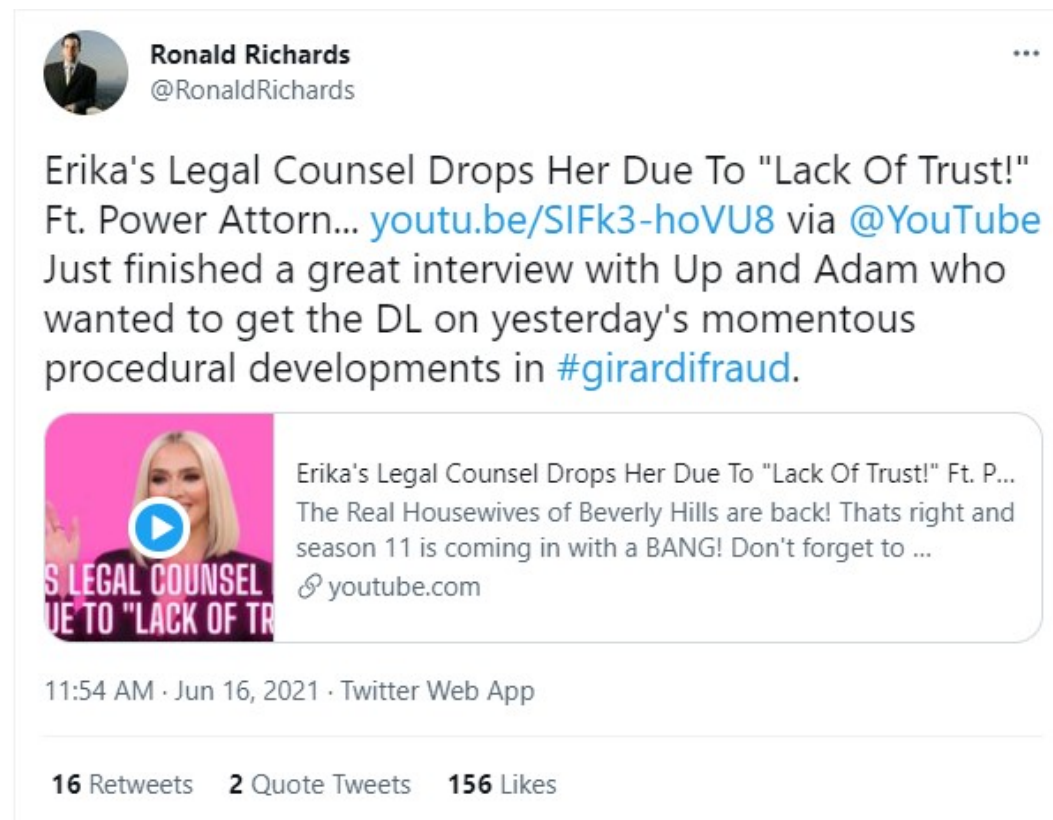 Ronald Richards
@RonaldRichards
Erika's Legal Counsel Drops Her Due To "Lack Of Trust!"
Ft. Power Attorn... youtu.be/SIFk3-hoVU8 via @YouTube
Just finished a great interview with Up and Adam who
wanted to get the DL on yesterday's momentous
procedural developments in #girardifraud.
S LEGAL COUNSEL
UE TO "LACK OF TR
Erika's Legal Counsel Drops Her Due To "Lack Of Trust!" Ft. P...
The Real Housewives of Beverly Hills are back! Thats right and
season 11 is coming in with a BANG! Don't forget to ...
youtube.com
11:54 AM · Jun 16, 2021 · Twitter Web App
16 Retweets 2 Quote Tweets 156 Likes